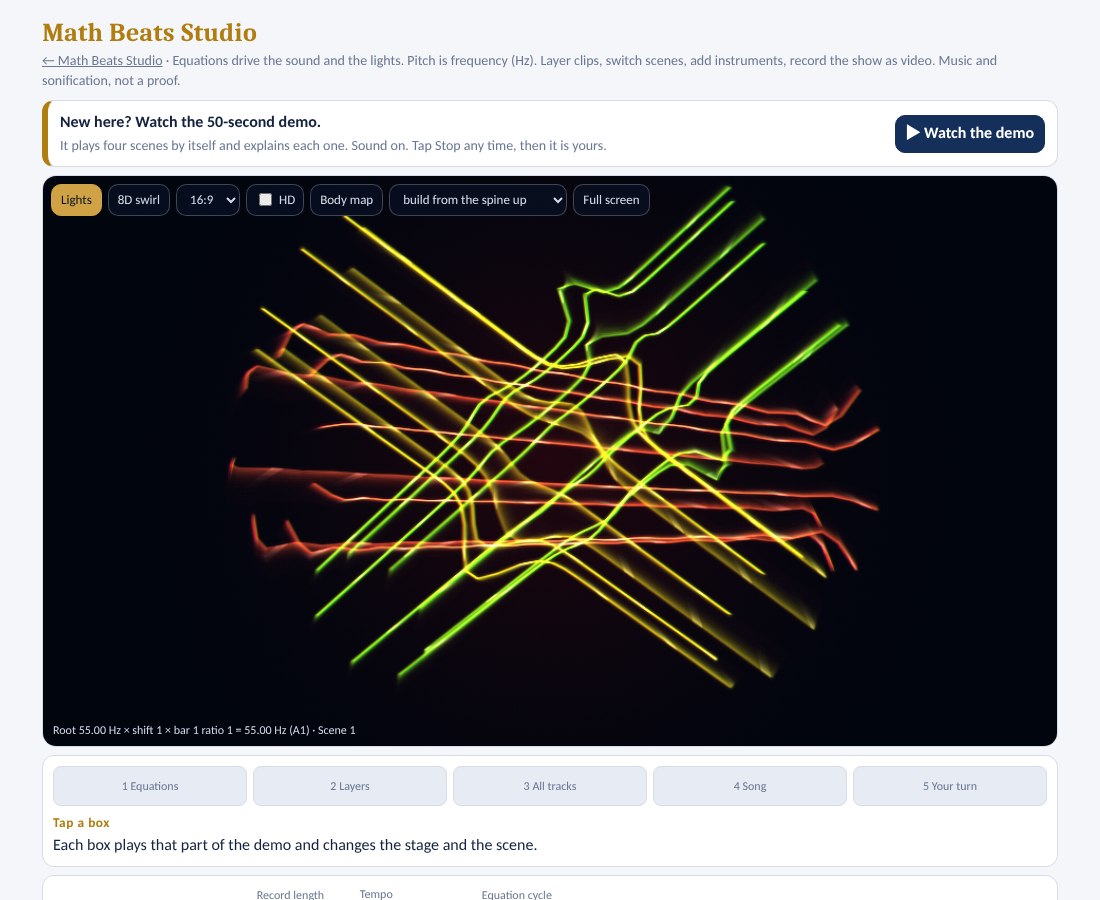 Math Beats Studio
← Math Beats Studio · Equations drive the sound and the lights. Pitch is frequency (Hz). Layer clips, switch scenes, add instruments, record the show as video. Music and
sonification, not a proof.
New here? Watch the 50-second demo.
It plays four scenes by itself and explains each one. Sound on. Tap Stop any time, then it is yours.
▶ Watch the demo
Lights
8D swirl
16:9
HD
Body map
build from the spine up
Full screen
Root 55.00 Hz × shift 1 × bar 1 ratio 1 = 55.00 Hz (A1) · Scene 1
1 Equations
2 Layers
3 All tracks
4 Song
5 Your turn
Tap a box
Each box plays that part of the demo and changes the stage and the scene.
Record length
Tempo
Equation cycle